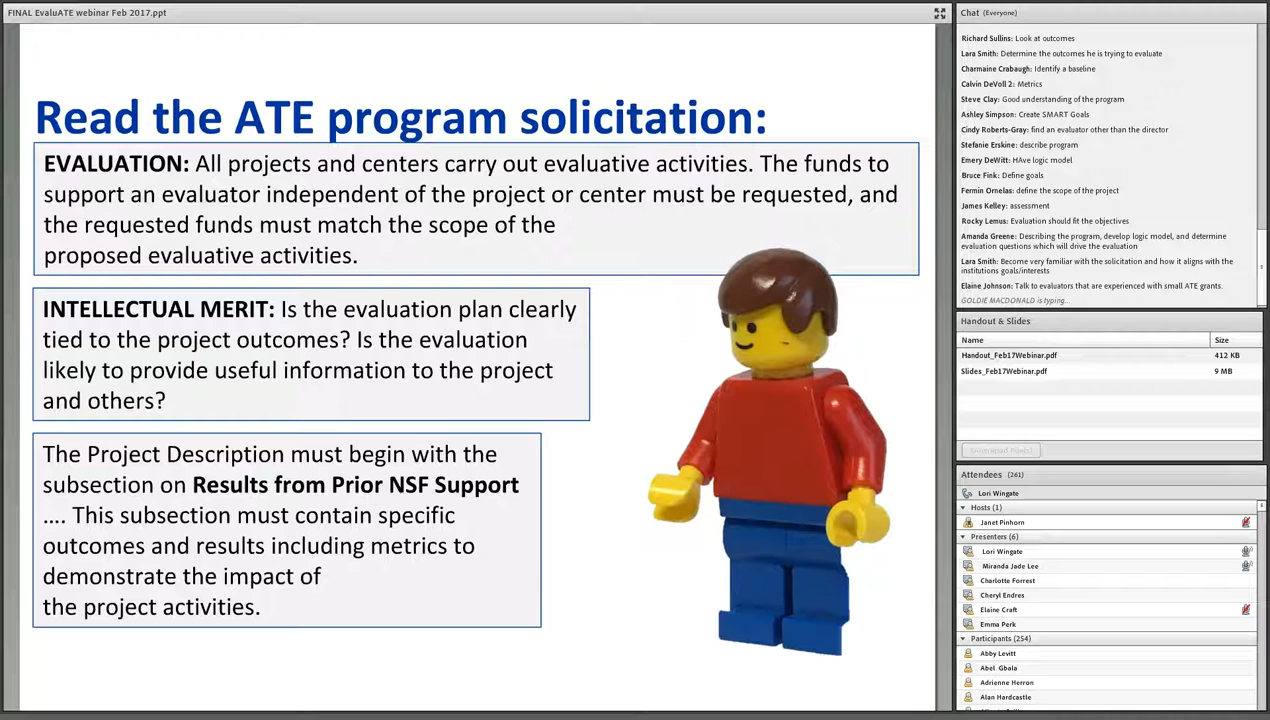 FINAL EvaluATE webinar Feb 2017.ppt
Read the ATE program solicitation:
EVALUATION: All projects and centers carry out evaluative activities. The funds to
support an evaluator independent of the project or center must be requested, and
the requested funds must match the scope of the
proposed evaluative activities.
INTELLECTUAL MERIT: Is the evaluation plan clearly
tied to the project outcomes? Is the evaluation
likely to provide useful information to the project
and others?
The Project Description must begin with the
subsection on Results from Prior NSF Support
.... This subsection must contain specific
outcomes and results including metrics to
demonstrate the impact of
the project activities.
Chat (Everyone)
Richard Sullins: Look at outcomes
Lara Smith: Determine the outcomes he is trying to evaluate
Charmaine Crabaugh: Identify a baseline
Calvin DeVoll 2: Metrics
Steve Clay: Good understanding of the program
Ashley Simpson: Create SMART Goals
Cindy Roberts-Gray: find an evaluator other than the director
Stefanie Erskine: describe program
Emery DeWitt: HAve logic model
Bruce Fink: Define goals
Fermin Ornelas: define the scope of the project
James Kelley: assessment
Rocky Lemus: Evaluation should fit the objectives
Amanda Greene: Describing the program, develop logic model, and determine
evaluation questions which will drive the evaluation
Lara Smith: Become very familiar with the solicitation and how it aligns with the
institutions goals/interests
Elaine Johnson: Talk to evaluators that are experienced with small ATE grants.
GOLDIE MACDONALD is typing...
Handout & Slides
Name Size
Handout_Feb17Webinar.pdf 412 KB
Slides_Feb17Webinar.pdf 9 MB
Attendees (261)
Lori Wingate
Hosts (1)
Janet Pinhorn
Presenters (6)
Lori Wingate
Miranda Jade Lee
Charlotte Forrest
Cheryl Endres
Elaine Craft
Emma Perk
Participants (254)
Abby Levitt
Abel Gbala
Adrienne Herron
Alan Hardcastle